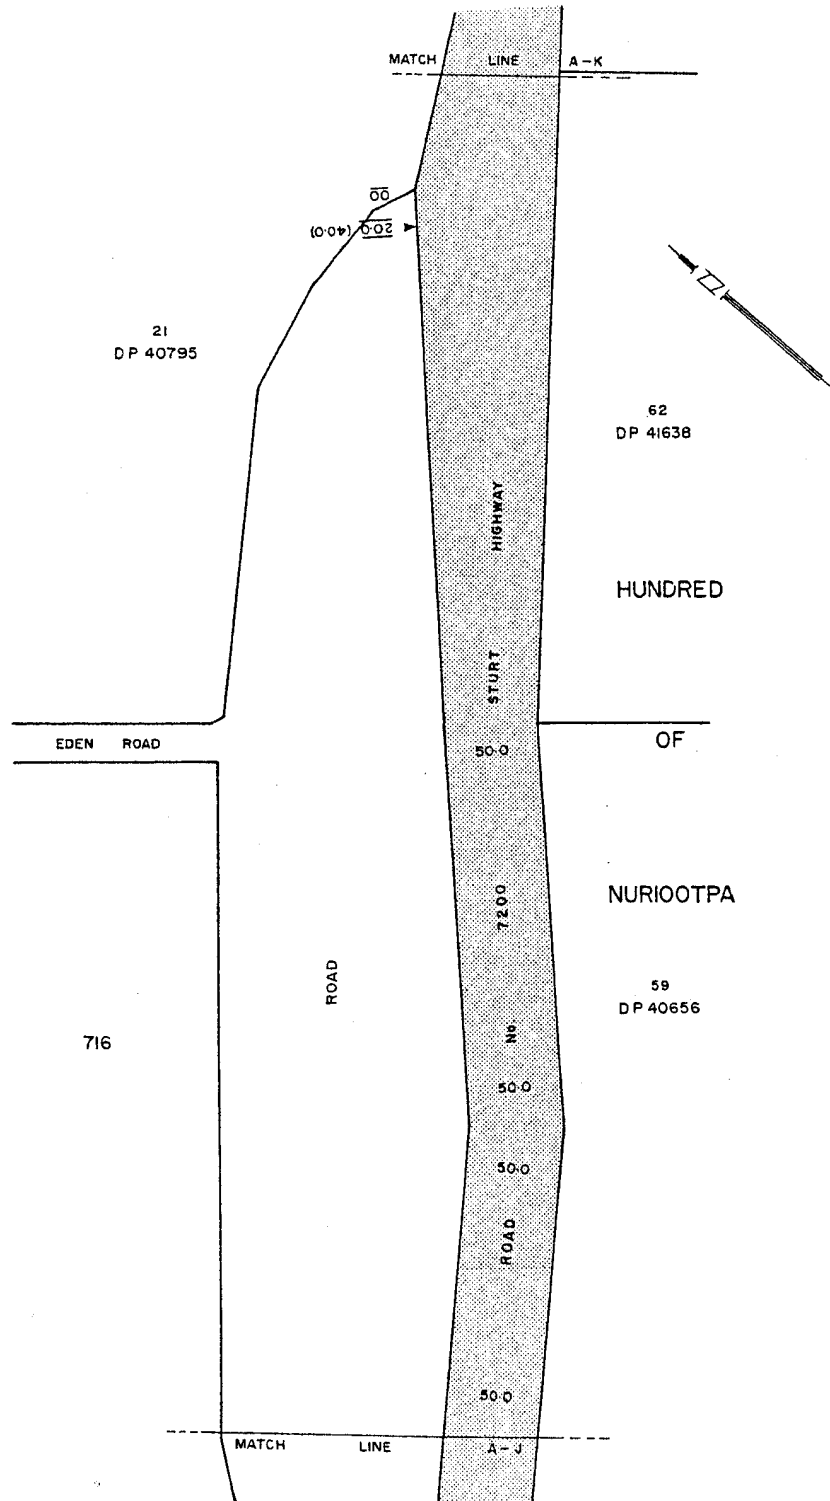 MATCH LINE A-K
00
20·0 (40·0)
21
DP 40795
62
DP 41638
HUNDRED
STURT HIGHWAY
EDEN ROAD
OF
50·0
NURIOOTPA
59
DP 40656
ROAD
716
ROAD No. 7200
50·0
50·0
50·0
MATCH LINE A-J